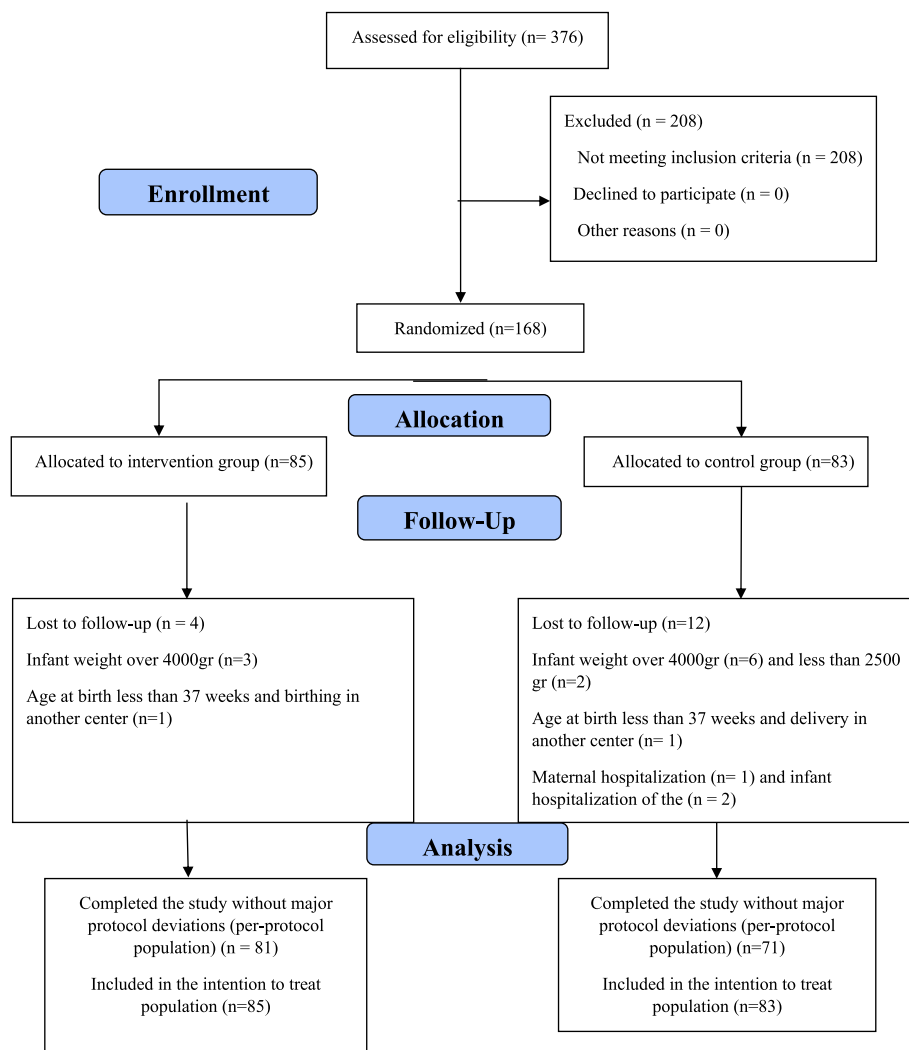 Assessed for eligibility (n= 376)
Excluded (n = 208)
Not meeting inclusion criteria (n = 208)
Declined to participate (n = 0)
Other reasons (n = 0)
Enrollment
Randomized (n=168)
Allocation
Allocated to intervention group (n=85)
Allocated to control group (n=83)
Follow-Up
Lost to follow-up (n = 4)
Infant weight over 4000gr (n=3)
Age at birth less than 37 weeks and birthing in
another center (n=1)
Lost to follow-up (n=12)
Infant weight over 4000gr (n=6) and less than 2500
gr (n=2)
Age at birth less than 37 weeks and delivery in
another center (n= 1)
Maternal hospitalization (n= 1) and infant
hospitalization of the (n = 2)
Analysis
Completed the study without major
protocol deviations (per-protocol
population) (n = 81)
Included in the intention to treat
population (n=85)
Completed the study without major
protocol deviations (per-protocol
population) (n=71)
Included in the intention to treat
population (n=83)